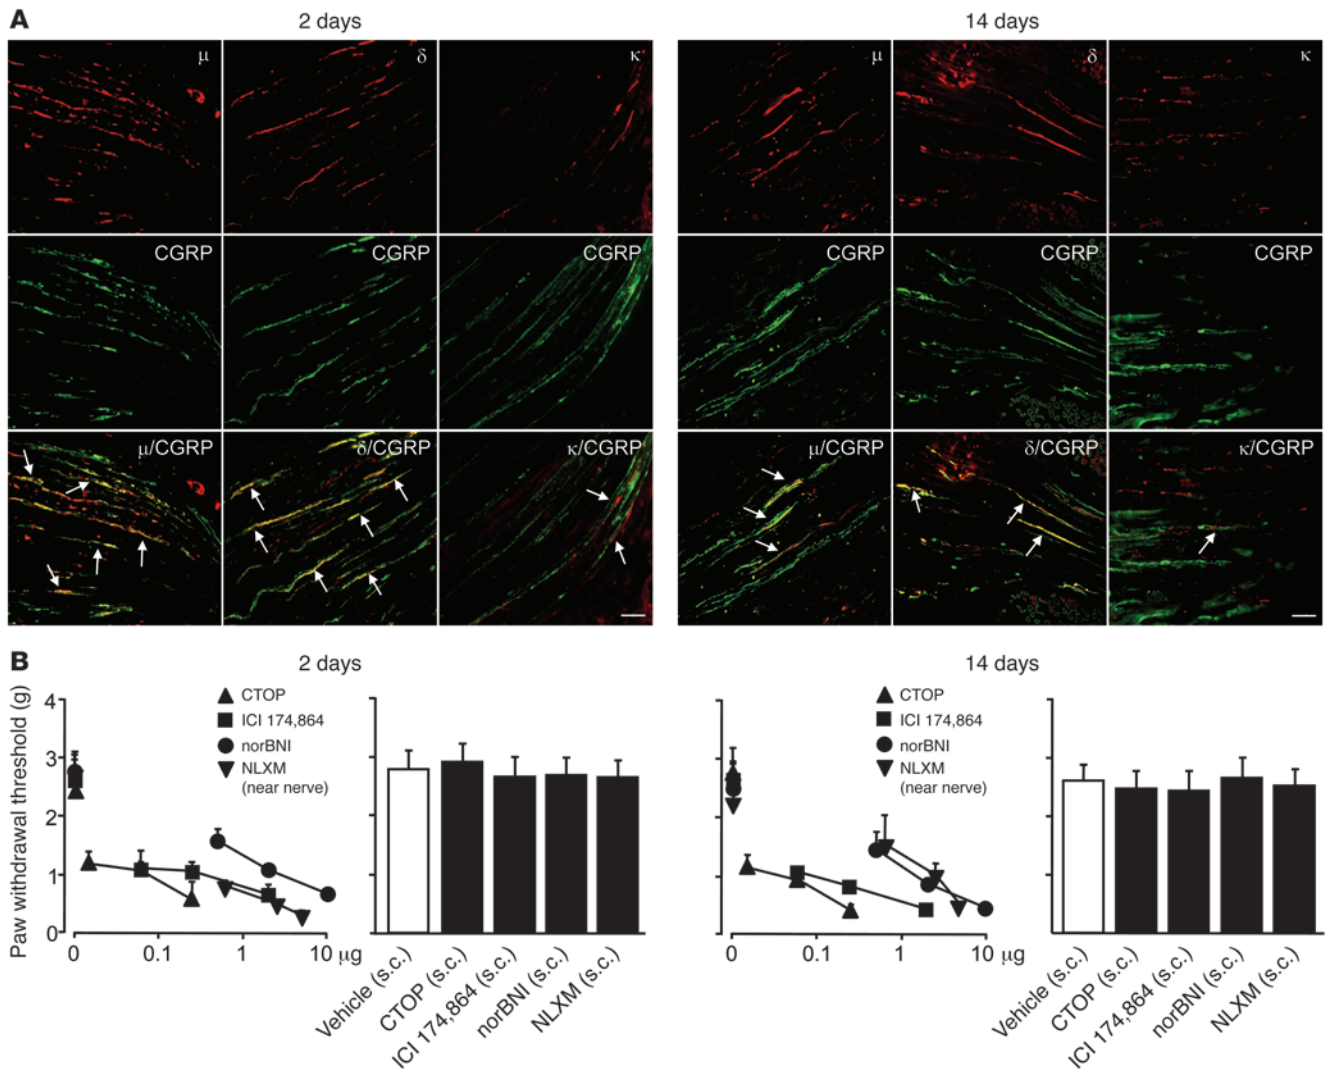 A
2 days
14 days
μ
δ
κ
μ
δ
κ
CGRP
CGRP
CGRP
CGRP
CGRP
CGRP
μ/CGRP
δ/CGRP
κ/CGRP
μ/CGRP
δ/CGRP
κ/CGRP
B
2 days
14 days
Paw withdrawal threshold (g)
4
3
2
1
0
CTOP
ICI 174,864
norBNI
NLXM
(near nerve)
0
0.1
1
10
μg
Vehicle (s.c.)
CTOP (s.c.)
ICI 174,864 (s.c.)
norBNI (s.c.)
NLXM (s.c.)
CTOP
ICI 174,864
norBNI
NLXM
(near nerve)
0
0.1
1
10
μg
Vehicle (s.c.)
CTOP (s.c.)
ICI 174,864 (s.c.)
norBNI (s.c.)
NLXM (s.c.)